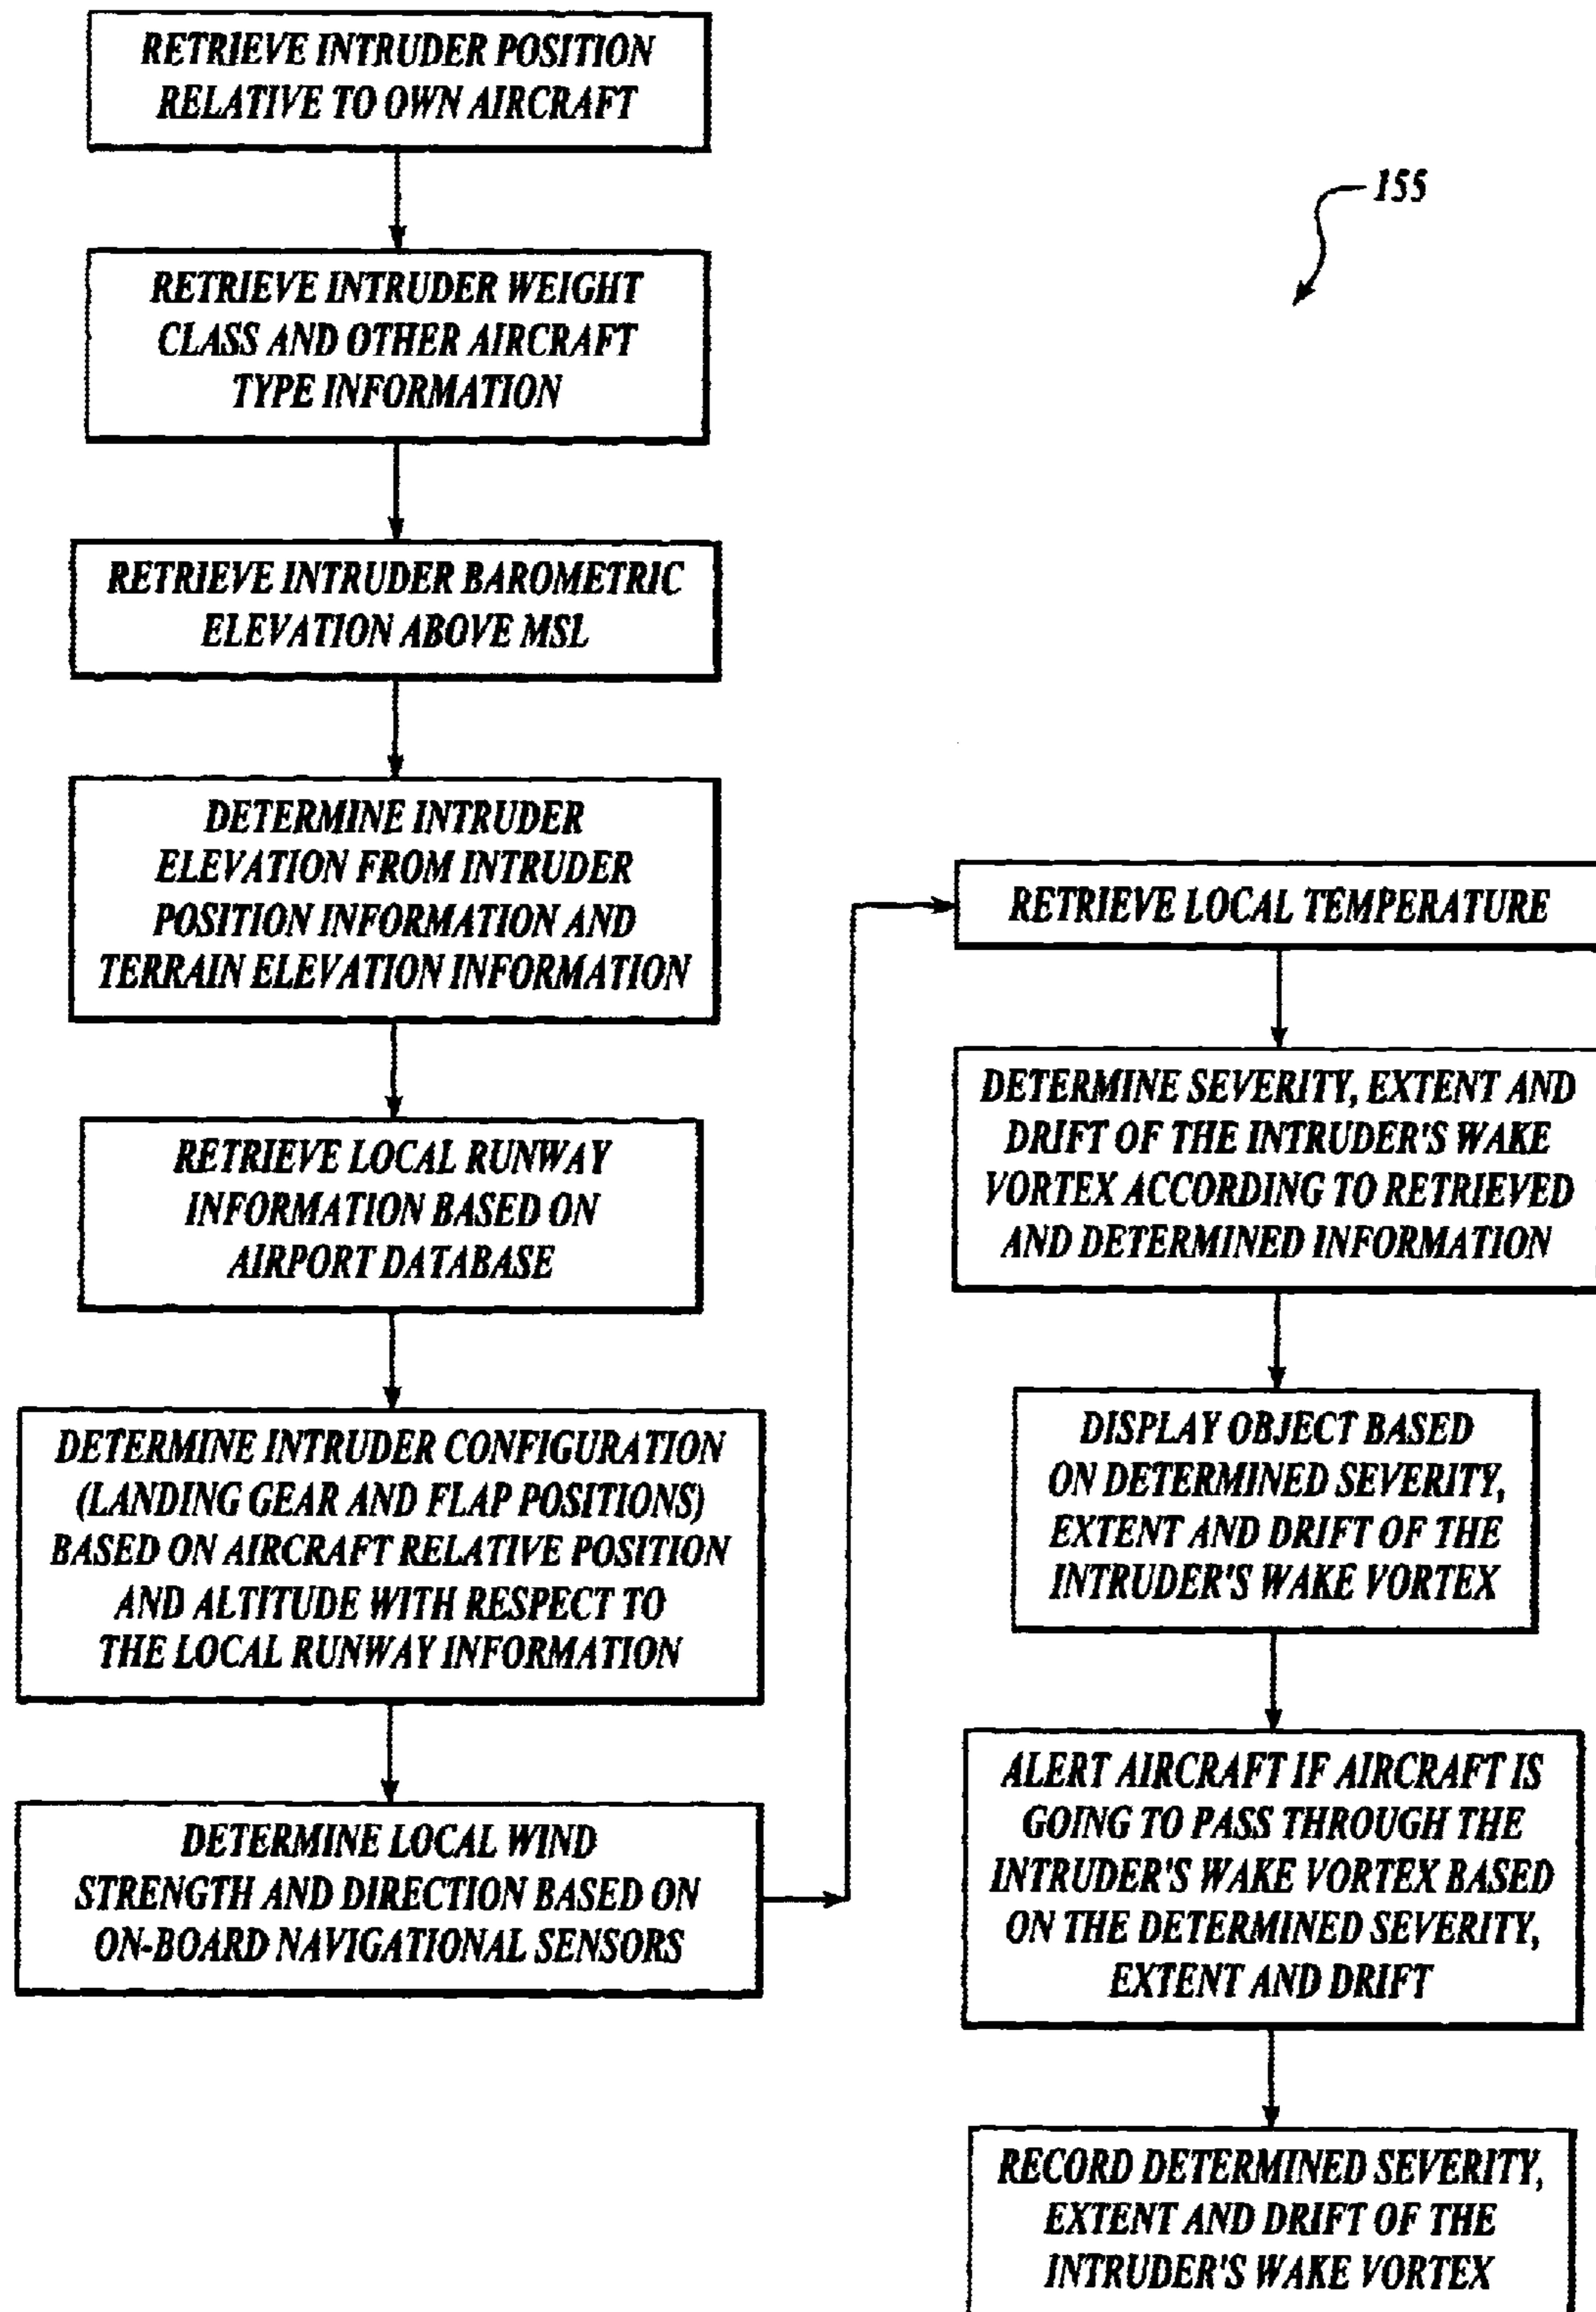 RETRIEVE INTRUDER POSITION
RELATIVE TO OWN AIRCRAFT
155
RETRIEVE INTRUDER WEIGHT
CLASS AND OTHER AIRCRAFT
TYPE INFORMATION
RETRIEVE INTRUDER BAROMETRIC
ELEVATION ABOVE MSL
DETERMINE INTRUDER
ELEVATION FROM INTRUDER
POSITION INFORMATION AND
TERRAIN ELEVATION INFORMATION
RETRIEVE LOCAL RUNWAY
INFORMATION BASED ON
AIRPORT DATABASE
DETERMINE INTRUDER CONFIGURATION
(LANDING GEAR AND FLAP POSITIONS)
BASED ON AIRCRAFT RELATIVE POSITION
AND ALTITUDE WITH RESPECT TO
THE LOCAL RUNWAY INFORMATION
DETERMINE LOCAL WIND
STRENGTH AND DIRECTION BASED ON
ON-BOARD NAVIGATIONAL SENSORS
RETRIEVE LOCAL TEMPERATURE
DETERMINE SEVERITY, EXTENT AND
DRIFT OF THE INTRUDER'S WAKE
VORTEX ACCORDING TO RETRIEVED
AND DETERMINED INFORMATION
DISPLAY OBJECT BASED
ON DETERMINED SEVERITY,
EXTENT AND DRIFT OF THE
INTRUDER'S WAKE VORTEX
ALERT AIRCRAFT IF AIRCRAFT IS
GOING TO PASS THROUGH THE
INTRUDER'S WAKE VORTEX BASED
ON THE DETERMINED SEVERITY,
EXTENT AND DRIFT
RECORD DETERMINED SEVERITY,
EXTENT AND DRIFT OF THE
INTRUDER'S WAKE VORTEX